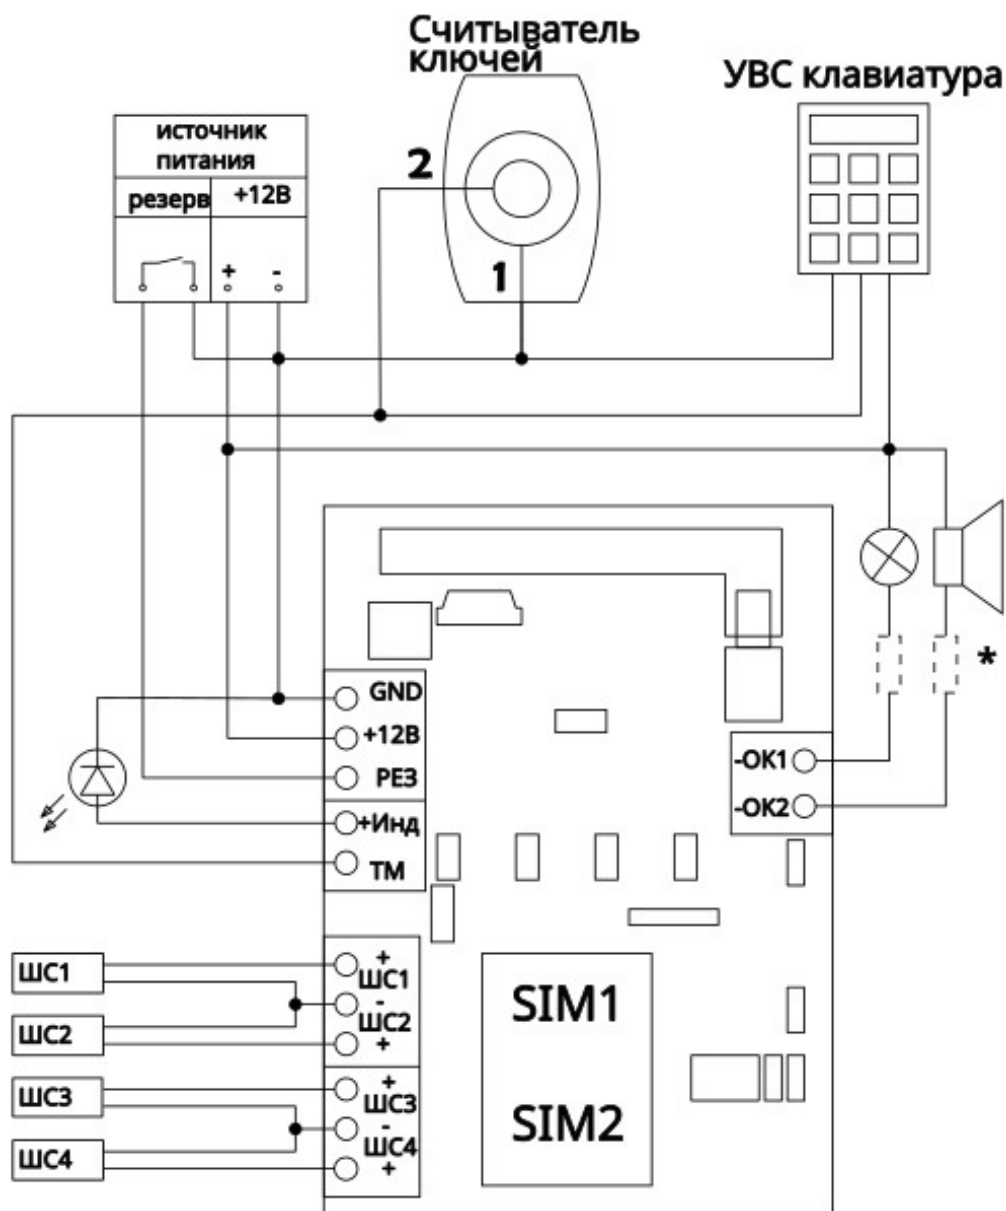 Считыватель
ключей
УВС клавиатура
источник
питания
резерв
+12В
+
-
2
1
*
GND
+12В
РЕЗ
+Инд
ТМ
-ОК1
-ОК2
ШС1
ШС2
ШС3
ШС4
+
ШС1
-
ШС2
+
+
ШС3
-
ШС4
+
SIM1
SIM2